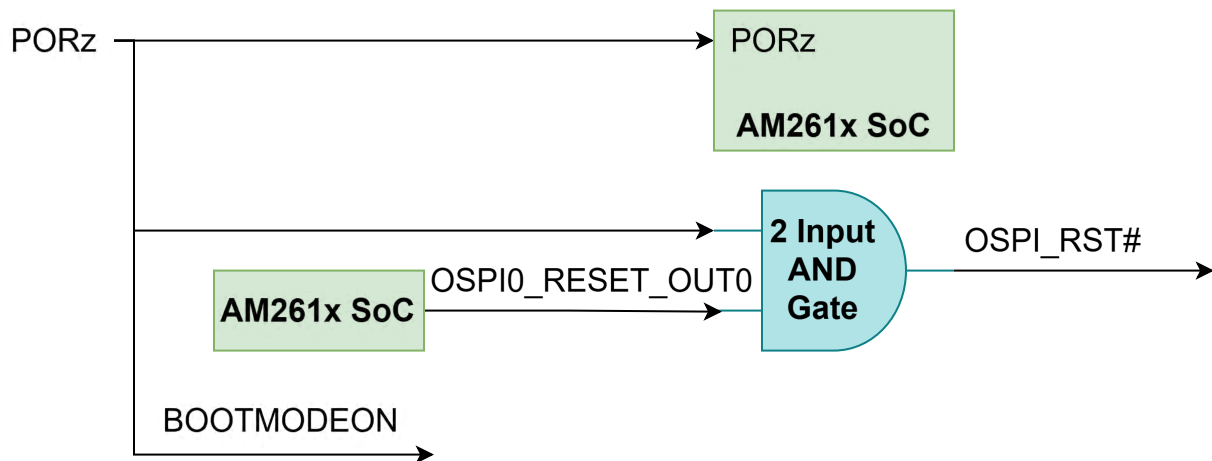 PORz
PORz
AM261x SoC
2 Input
AND
Gate
OSPI_RST#
OSPI0_RESET_OUT0
AM261x SoC
BOOTMODEON